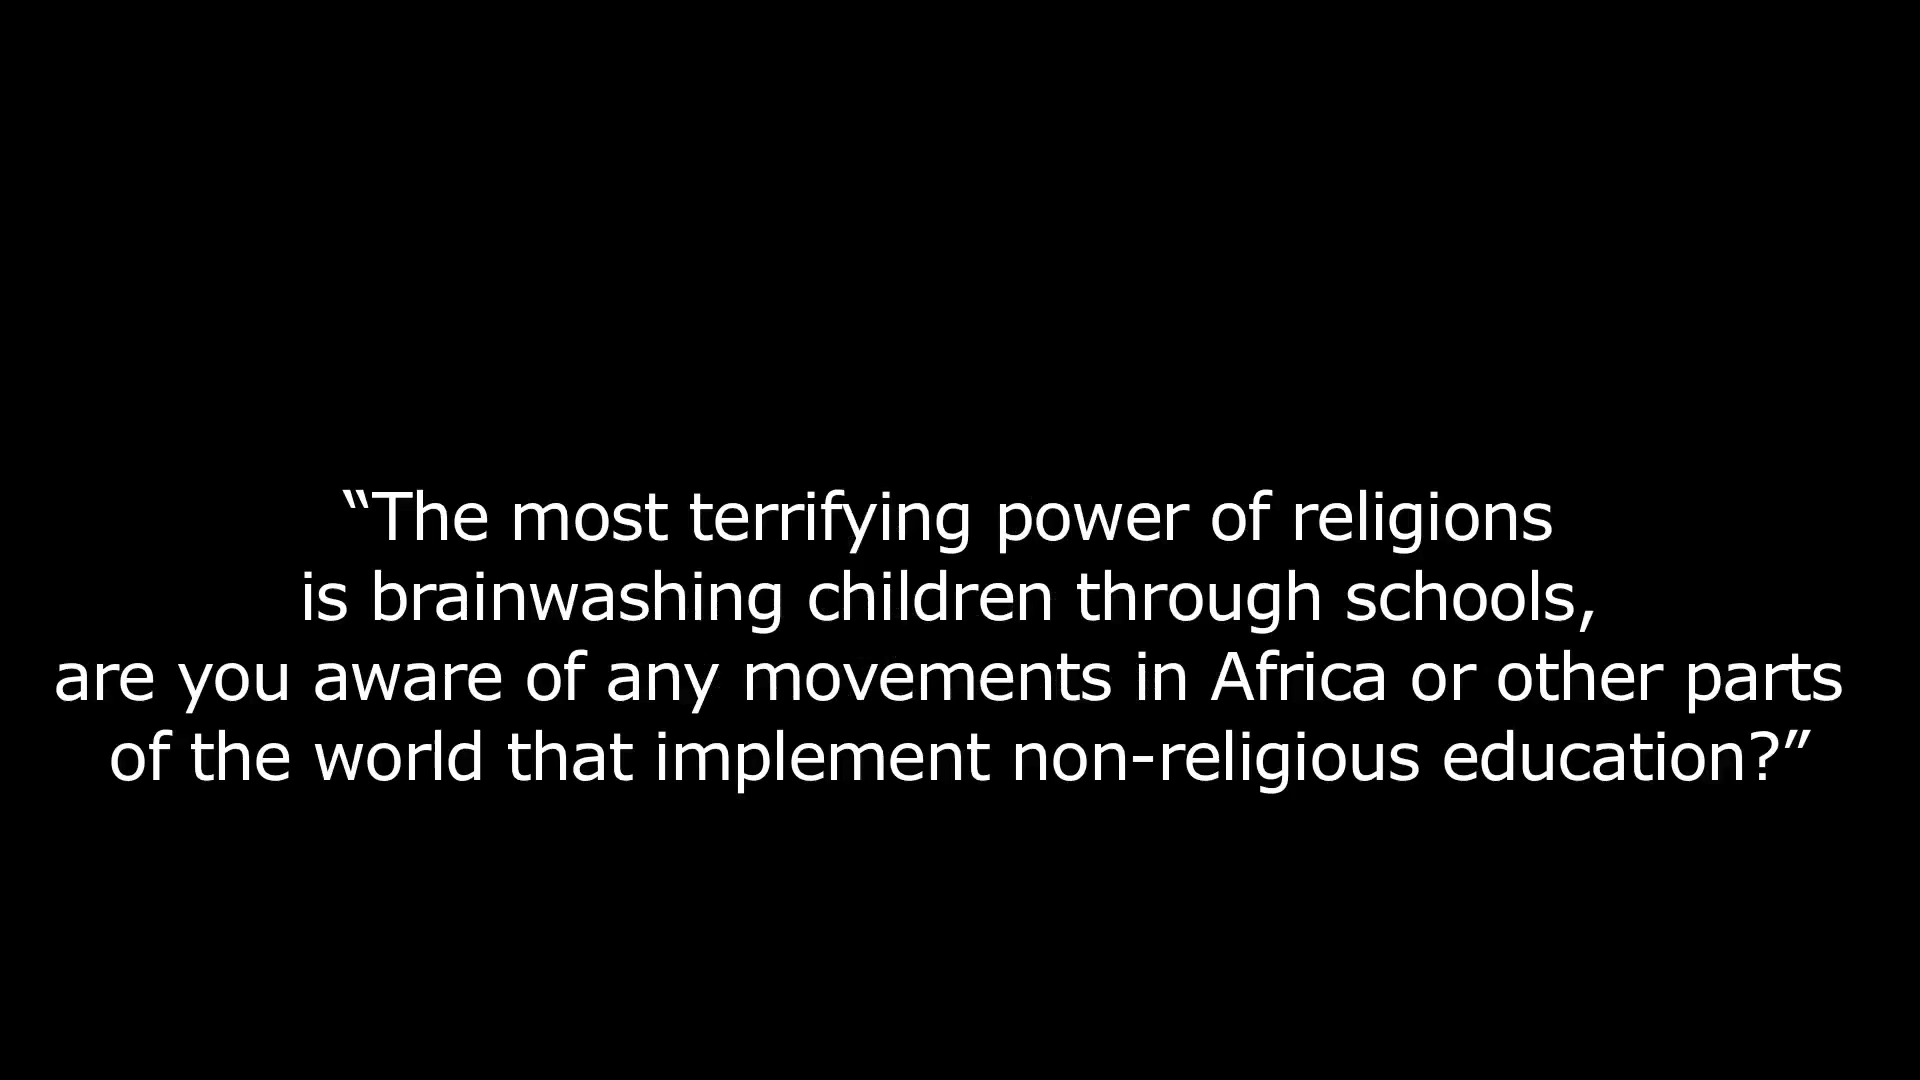 “The most terrifying power of religions
is brainwashing children through schools,
are you aware of any movements in Africa or other parts
of the world that implement non-religious education?”